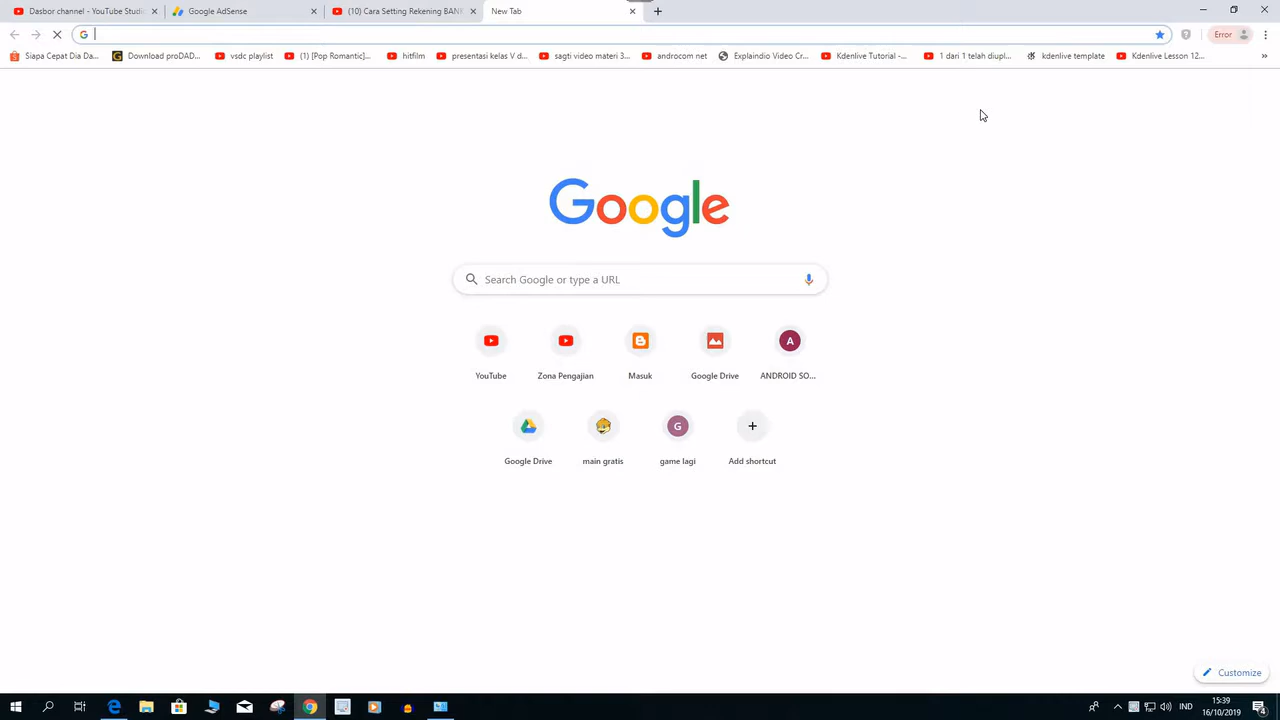 Dasbor channel - YouTube Studi
Google AdSense
(10) Cara Setting Rekening BANK
New Tab
Error
Siapa Cepat Dia Da...
Download proDAD...
vsdc playlist
(1) [Pop Romantic]...
hitfilm
presentasi kelas V d...
sagti video materi 3...
androcom net
Explaindio Video Cr...
Kdenlive Tutorial -...
1 dari 1 telah diupl...
kdenlive template
Kdenlive Lesson 12...
»
Google
Search Google or type a URL
A
YouTube
Zona Pengajian
Masuk
Google Drive
ANDROID SO...
G
Google Drive
main gratis
game lagi
Add shortcut
Customize
IND
15:39
16/10/2019
4